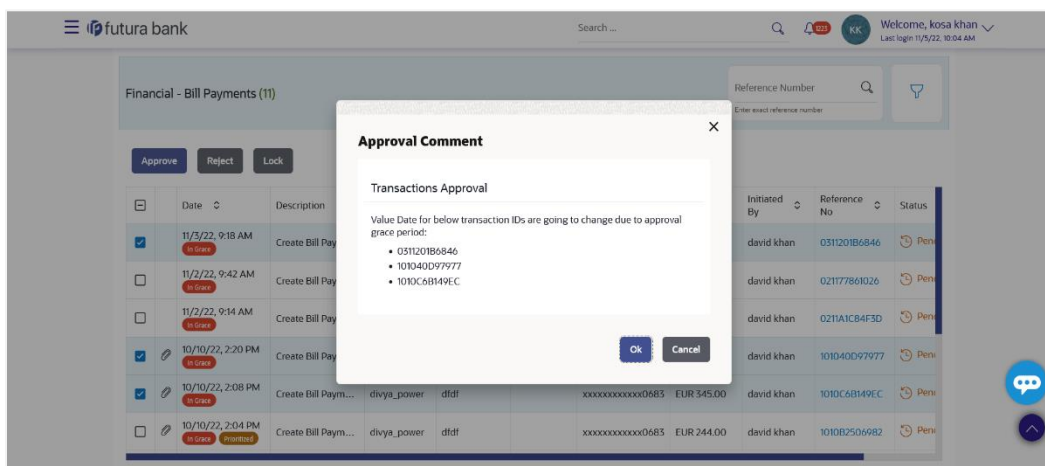 futura bank
Search ...
1223
KK
Welcome, kosa khan
Last login 11/5/22, 10:04 AM
Financial - Bill Payments (11)
Reference Number
Enter exact reference number
Approve
Reject
Lock
Approval Comment
Transactions Approval
Value Date for below transaction IDs are going to change due to approval
grace period:
• 0311201B6846
• 101040D97977
• 1010C6B149EC
Ok
Cancel
Date
Description
Initiated
By
Reference
No
Status
11/3/22, 9:18 AM
In Grace
Create Bill Pay
david khan
0311201B6846
Pen
11/2/22, 9:42 AM
In Grace
Create Bill Pay
david khan
021177861026
Pen
11/2/22, 9:14 AM
In Grace
Create Bill Pay
david khan
0211A1C84F3D
Pen
10/10/22, 2:20 PM
In Grace
Create Bill Pay
david khan
101040D97977
Pen
10/10/22, 2:08 PM
In Grace
Create Bill Paym...
divya_power
dfdf
xxxxxxxxxxxx0683
EUR 345.00
david khan
1010C6B149EC
Pen
10/10/22, 2:04 PM
In Grace
Prioritized
Create Bill Paym...
divya_power
dfdf
xxxxxxxxxxxx0683
EUR 244.00
david khan
1010B2506982
Pen